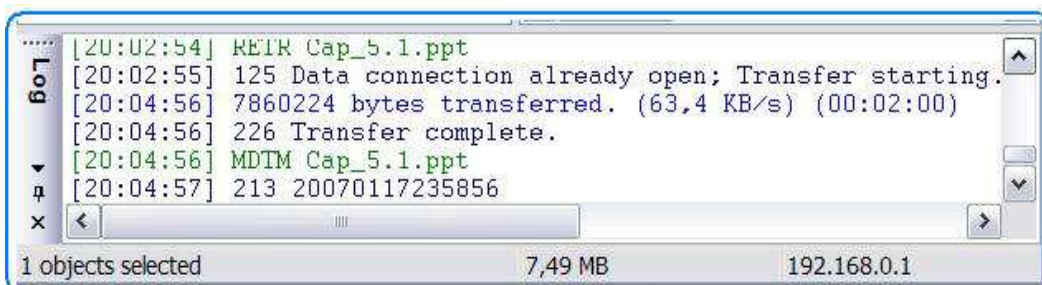 [20:02:54] RETR Cap_5.1.ppt
[20:02:55] 125 Data connection already open; Transfer starting.
[20:04:56] 7860224 bytes transferred. (63,4 KB/s) (00:02:00)
[20:04:56] 226 Transfer complete.
[20:04:56] MDTM Cap_5.1.ppt
[20:04:57] 213 20070117235856
Log
1 objects selected 7,49 MB 192.168.0.1